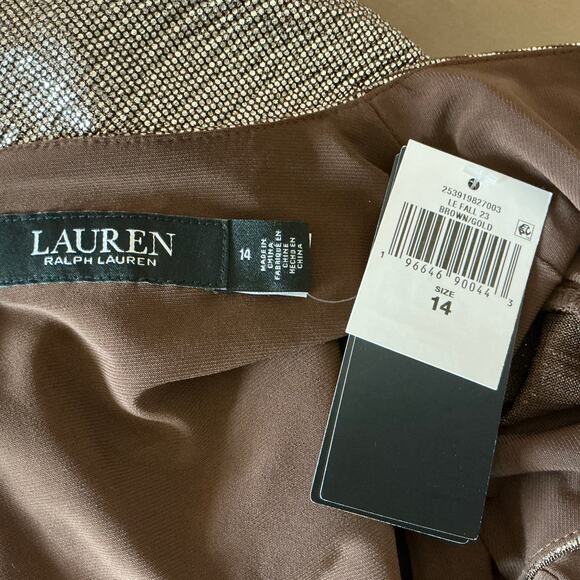 LAUREN
RALPH LAUREN
14
MADE IN
CHINA
FABRIQUÉ EN
CHINE
HECHO EN
CHINA
253919827003
LE FALL 23
BROWN/GOLD
1 96646 90044 3
SIZE
14